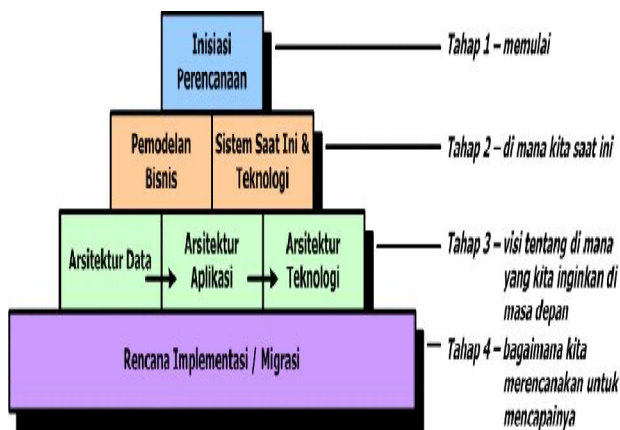 Inisiasi
Perencanaan
Tahap 1 – memulai
Pemodelan
Bisnis
Sistem Saat Ini &
Teknologi
Tahap 2 – di mana kita saat ini
Arsitektur Data
Arsitektur
Aplikasi
Arsitektur
Teknologi
Tahap 3 – visi tentang di mana
yang kita inginkan di
masa depan
Rencana Implementasi / Migrasi
Tahap 4 – bagaimana kita
merencanakan untuk
mencapainya